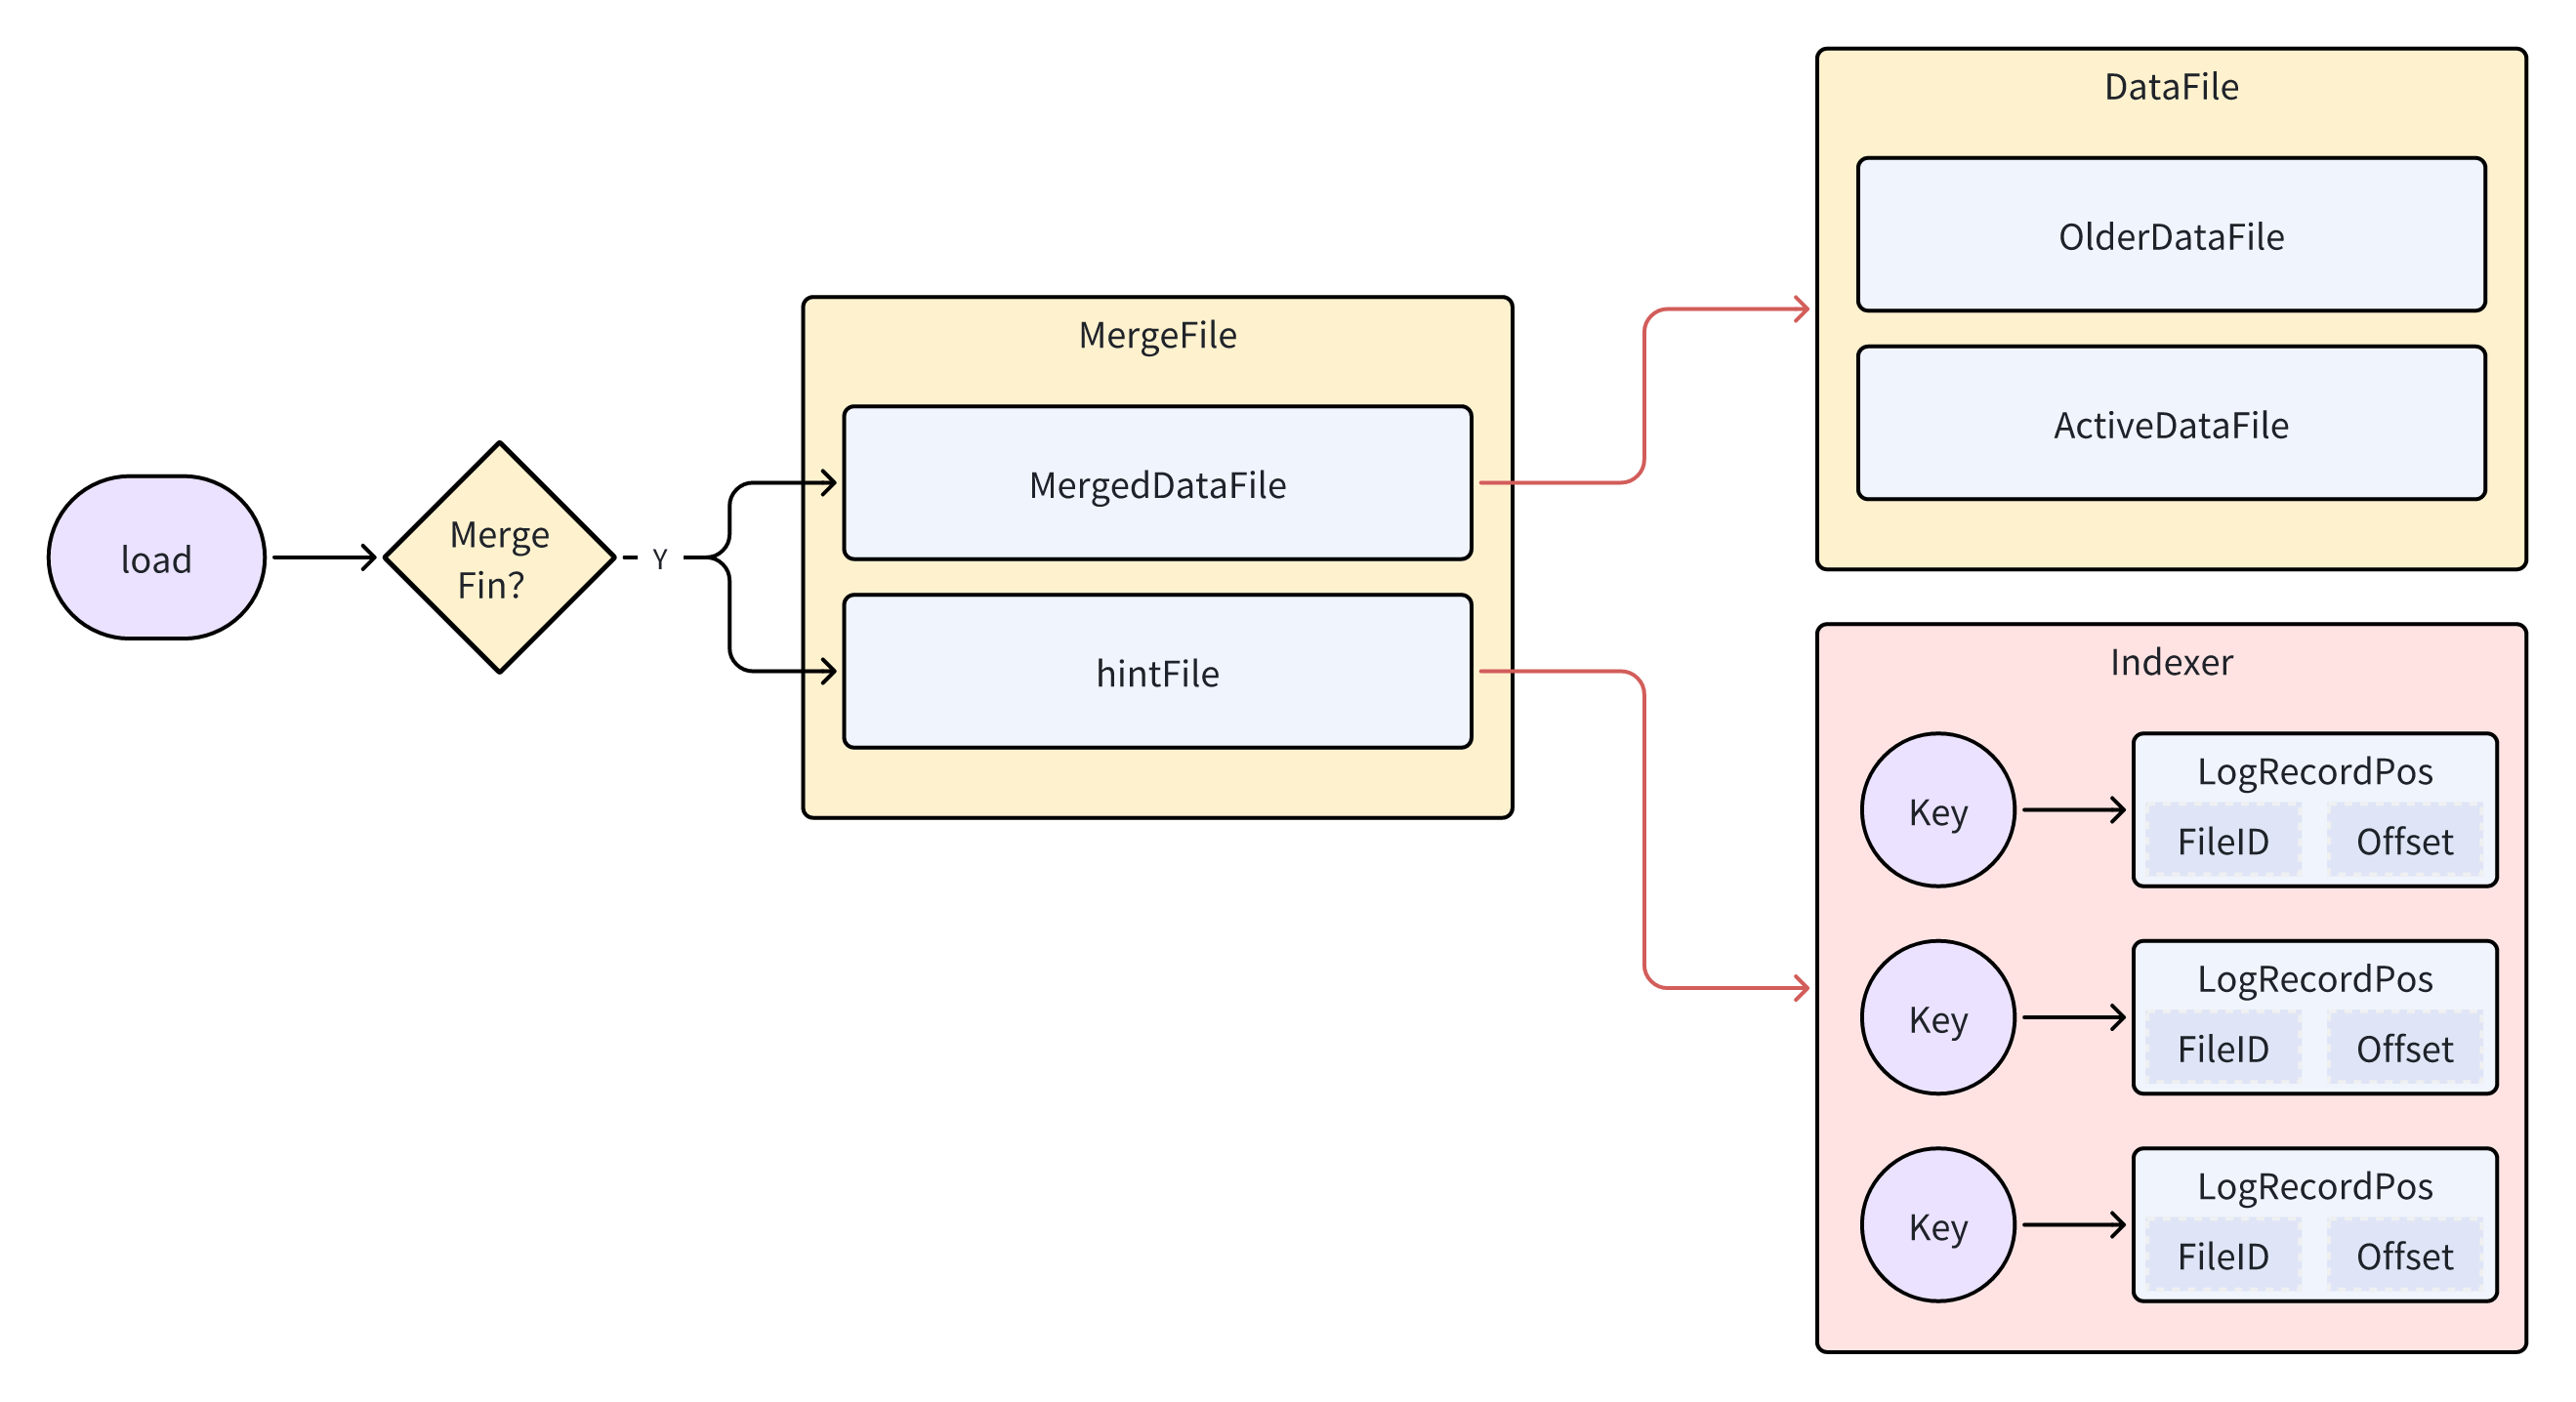 load
Merge
Fin?
Y
MergeFile
MergedDataFile
hintFile
DataFile
OlderDataFile
ActiveDataFile
Indexer
Key
LogRecordPos
FileID Offset
Key
LogRecordPos
FileID Offset
Key
LogRecordPos
FileID Offset